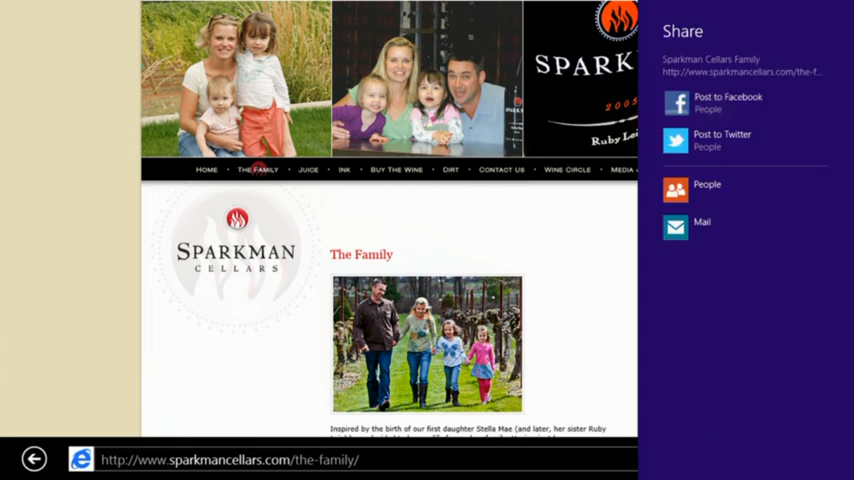 SPARK
2005
Ruby Lei
HOME • THE FAMILY • JUICE • INK • BUY THE WINE • DIRT • CONTACT US • WINE CIRCLE • MEDIA
SPARKMAN
CELLARS
The Family
Inspired by the birth of our first daughter Stella Mae (and later, her sister Ruby
http://www.sparkmancellars.com/the-family/
Share
Sparkman Cellars Family
http://www.sparkmancellars.com/the-f...
Post to Facebook
People
Post to Twitter
People
People
Mail